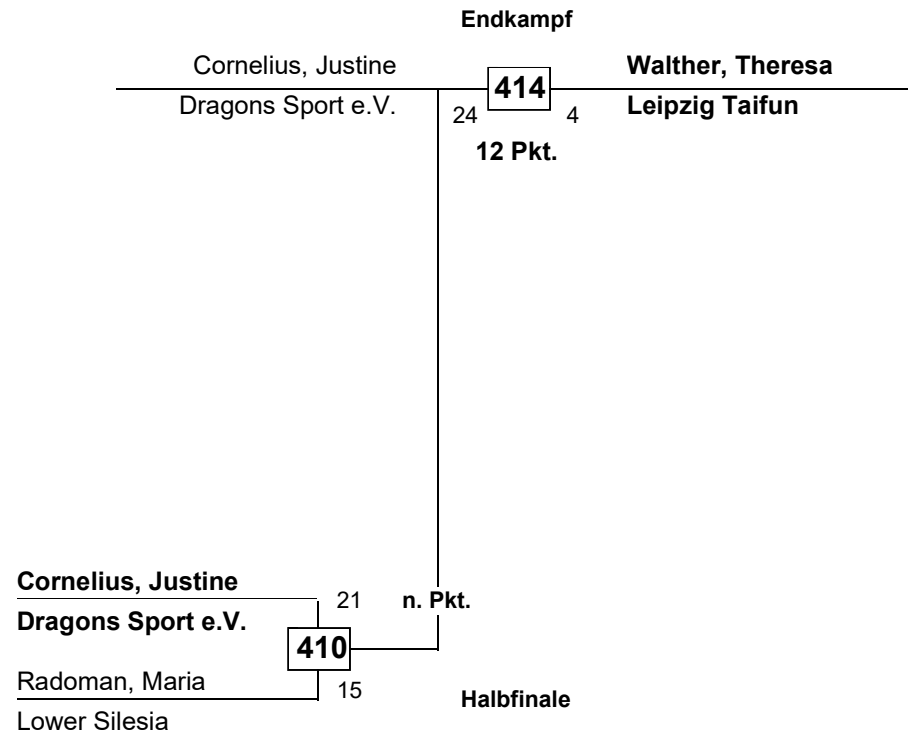 Endkampf
Cornelius, Justine
Dragons Sport e.V.
414
Walther, Theresa
Leipzig Taifun
24
4
12 Pkt.
Cornelius, Justine
Dragons Sport e.V.
21
n. Pkt.
410
Radoman, Maria
Lower Silesia
15
Halbfinale